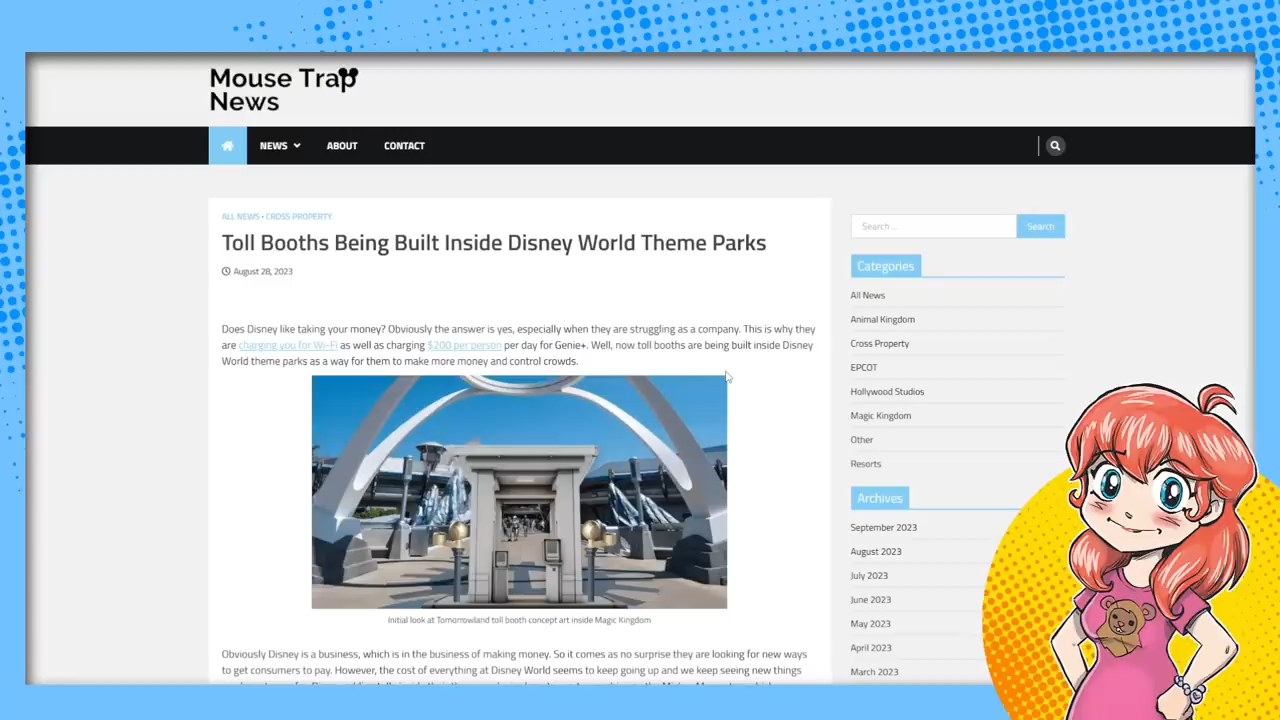 Mouse Trap
News
NEWS
ABOUT
CONTACT
ALL NEWS • CROSS PROPERTY
Toll Booths Being Built Inside Disney World Theme Parks
August 28, 2023
Does Disney like taking your money? Obviously the answer is yes, especially when they are struggling as a company. This is why they
are charging you for Wi-Fi as well as charging $200 per person per day for Genie+. Well, now toll booths are being built inside Disney
World theme parks as a way for them to make more money and control crowds.
Initial look at Tomorrowland toll booth concept art inside Magic Kingdom
Obviously Disney is a business, which is in the business of making money. So it comes as no surprise they are looking for new ways
to get consumers to pay. However, the cost of everything at Disney World seems to keep going up and we keep seeing new things
Search ...
Search
Categories
All News
Animal Kingdom
Cross Property
EPCOT
Hollywood Studios
Magic Kingdom
Other
Resorts
Archives
September 2023
August 2023
July 2023
June 2023
May 2023
April 2023
March 2023